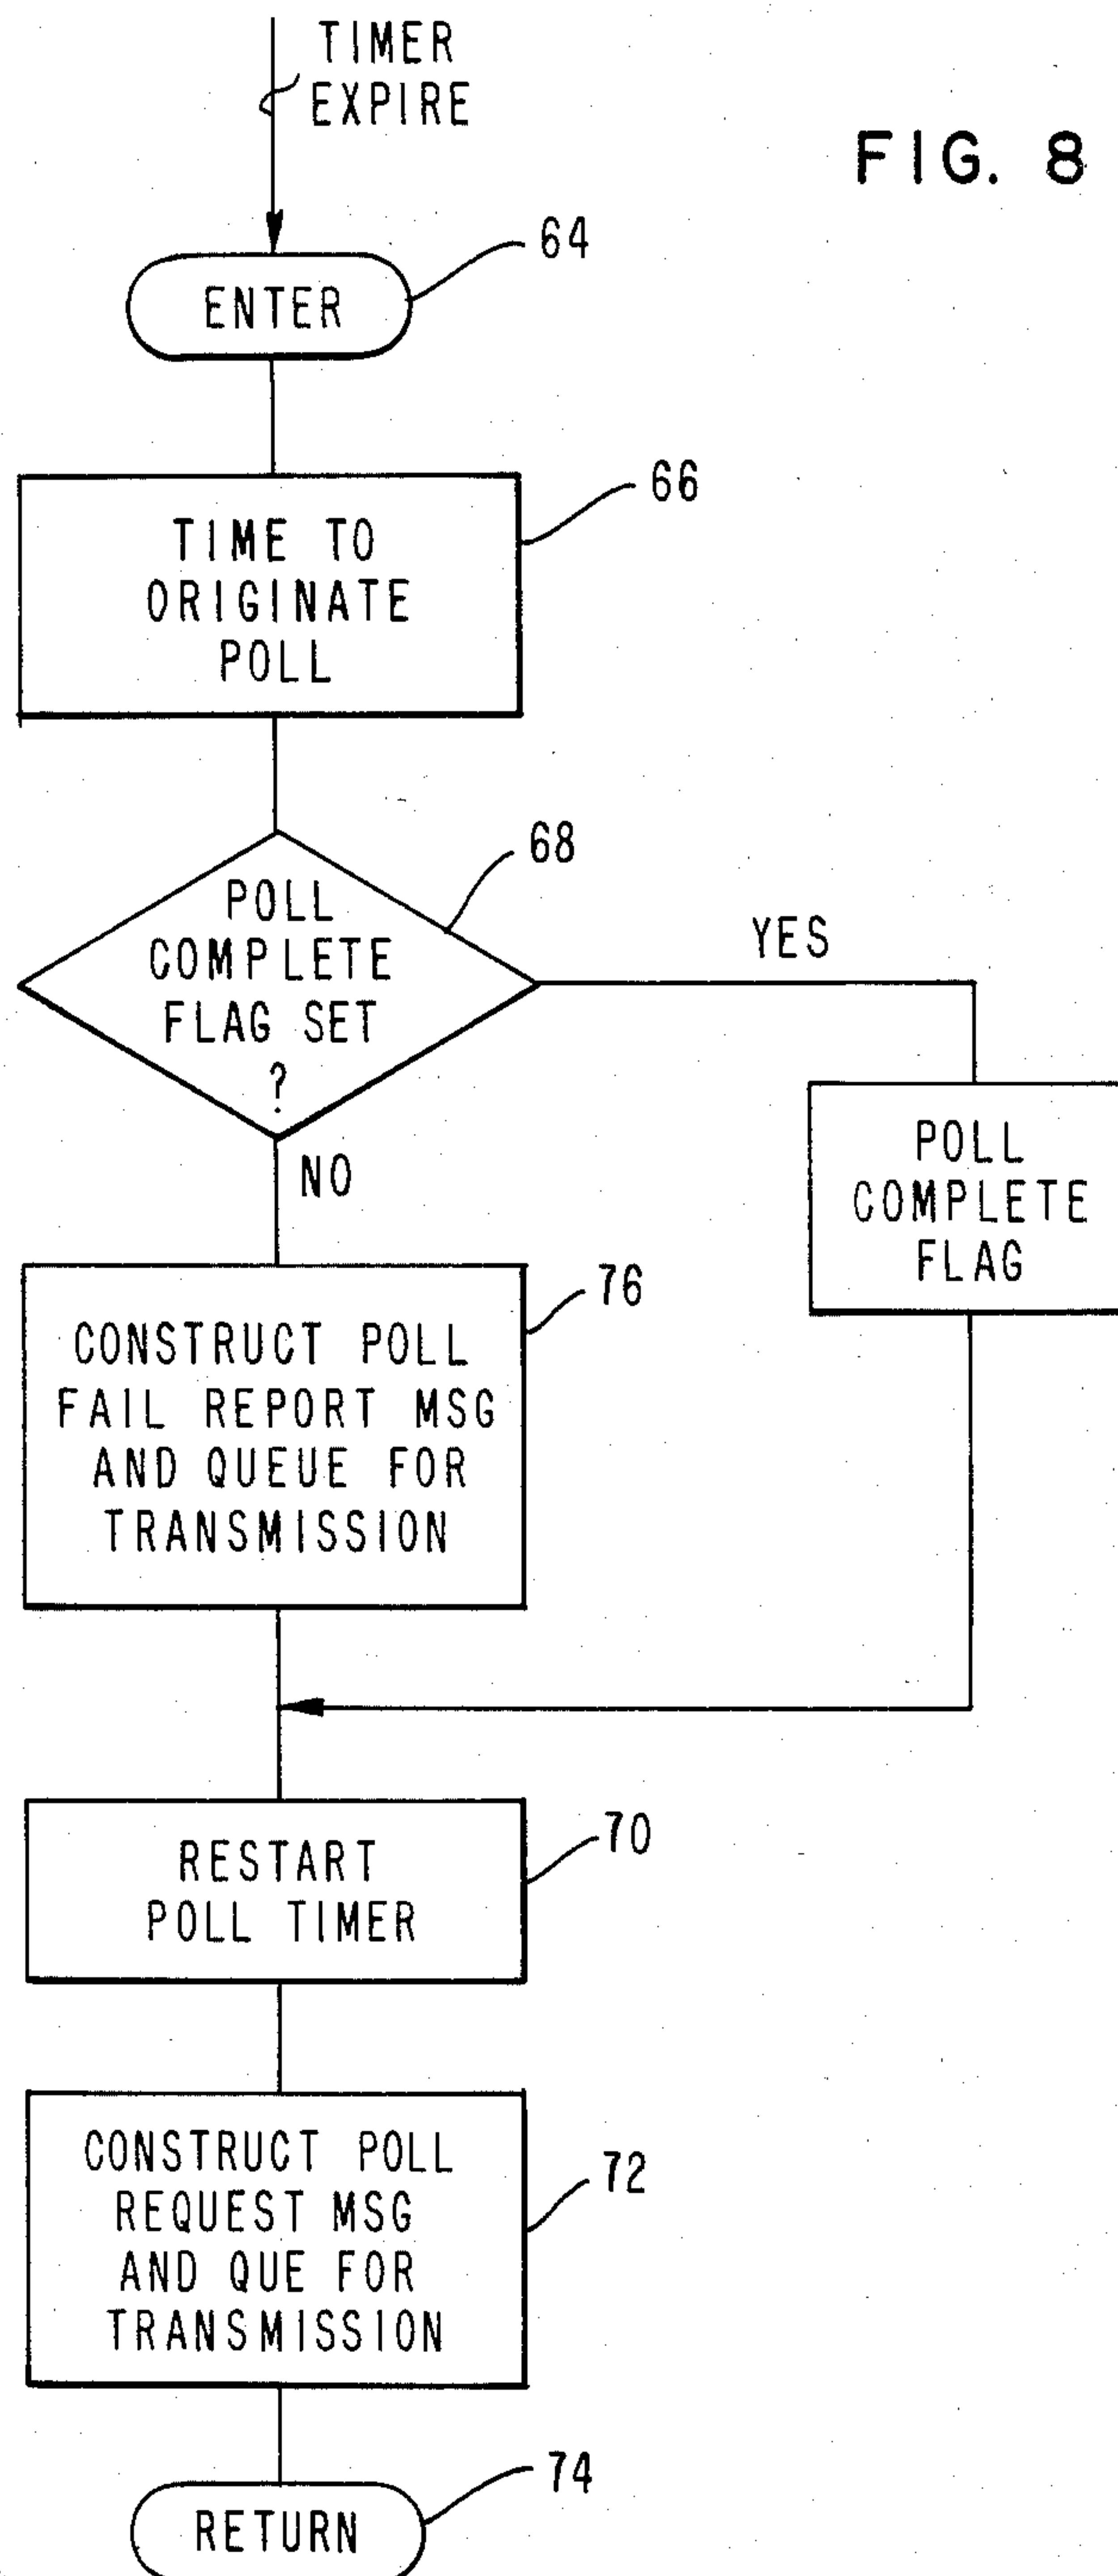 TIMER
EXPIRE
FIG. 8
64
ENTER
66
TIME TO
ORIGINATE
POLL
68
POLL
COMPLETE
FLAG SET
?
YES
NO
POLL
COMPLETE
FLAG
76
CONSTRUCT POLL
FAIL REPORT MSG
AND QUEUE FOR
TRANSMISSION
70
RESTART
POLL TIMER
72
CONSTRUCT POLL
REQUEST MSG
AND QUE FOR
TRANSMISSION
74
RETURN